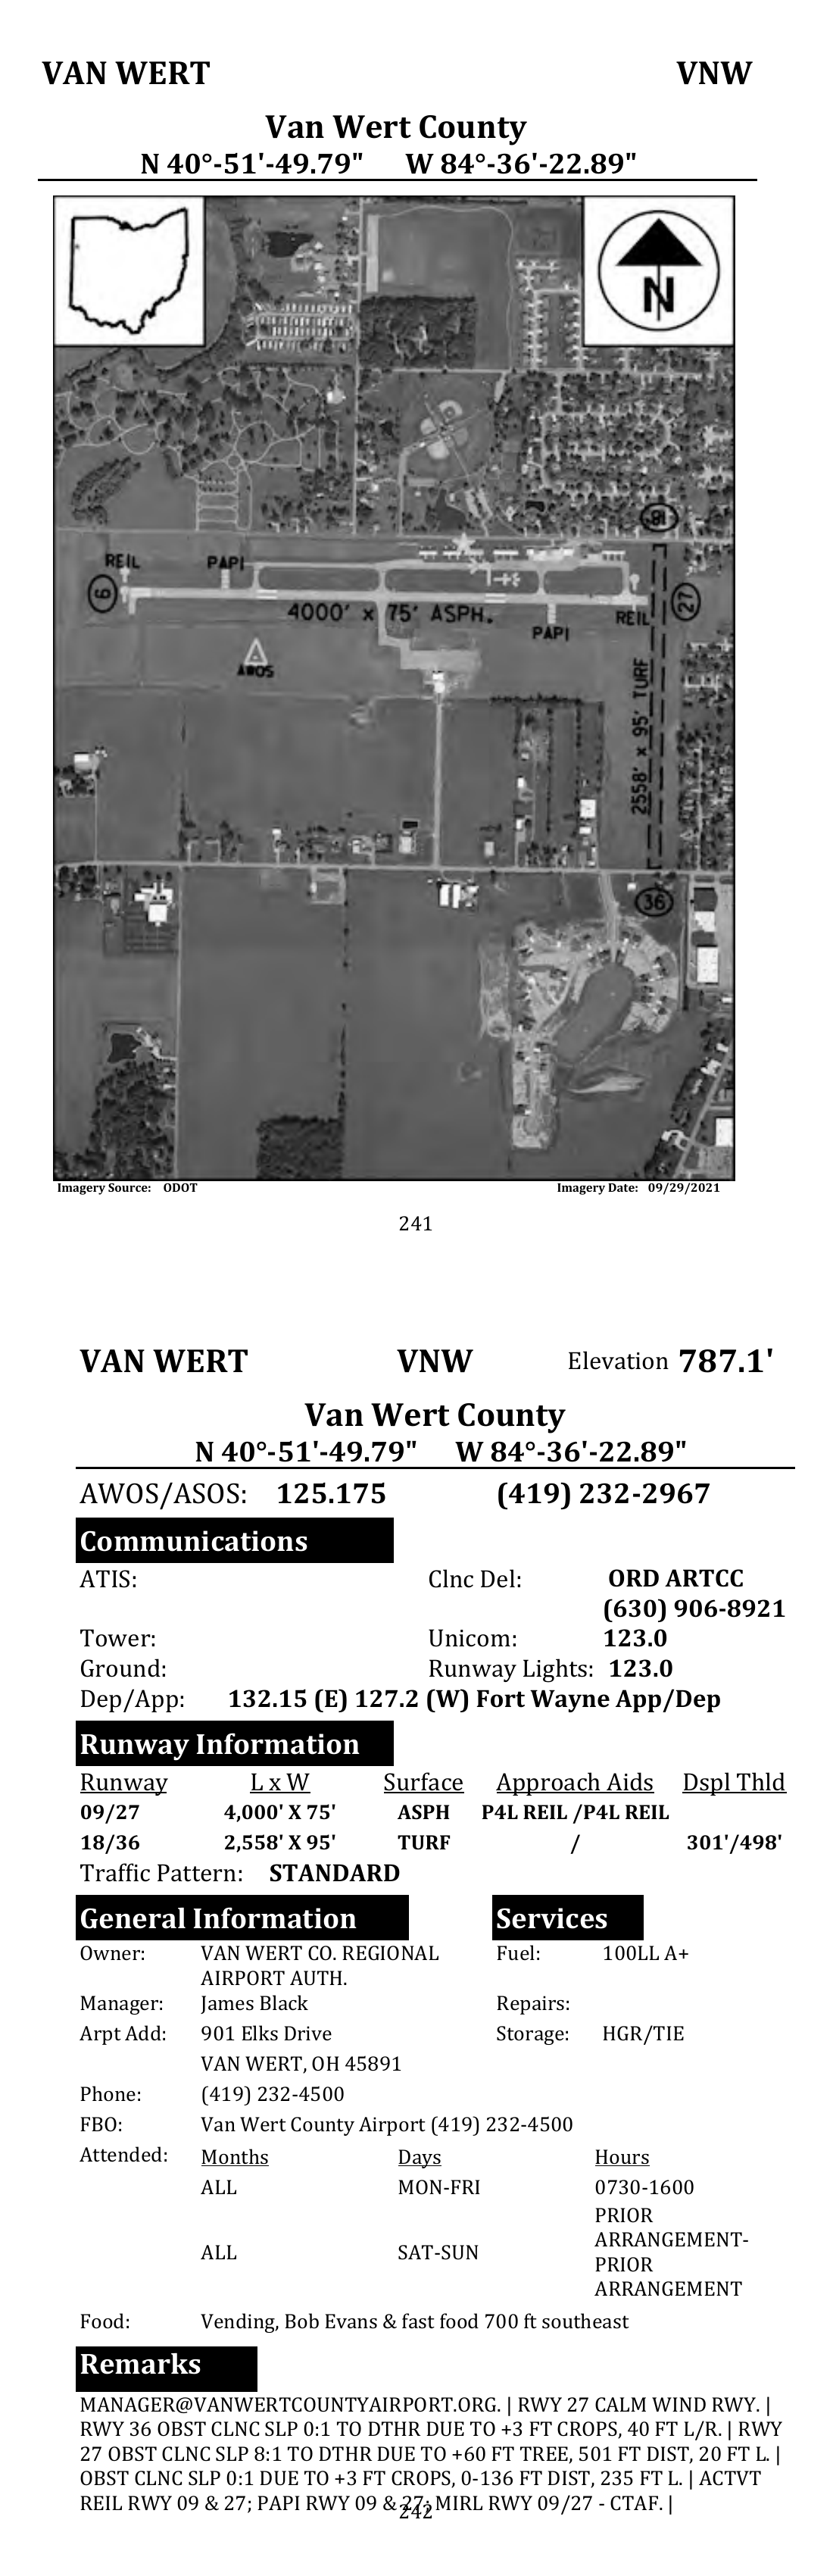 VAN WERT VNW
Van Wert County
N 40°-51'-49.79" W 84°-36'-22.89"
N
18
REIL PAPI
9 27
4000' x 75' ASPH.
REIL
PAPI
AWOS
2558' x 95' TURF
36
Imagery Source: ODOT Imagery Date: 09/29/2021
241
VAN WERT VNW Elevation 787.1'
Van Wert County
N 40°-51'-49.79" W 84°-36'-22.89"
AWOS/ASOS: 125.175 (419) 232-2967
Communications
ATIS: Clnc Del: ORD ARTCC
(630) 906-8921
Tower: Unicom: 123.0
Ground: Runway Lights: 123.0
Dep/App: 132.15 (E) 127.2 (W) Fort Wayne App/Dep
Runway Information
Runway L x W Surface Approach Aids Dspl Thld
09/27 4,000' X 75' ASPH P4L REIL /P4L REIL
18/36 2,558' X 95' TURF / 301'/498'
Traffic Pattern: STANDARD
General Information Services
Owner: VAN WERT CO. REGIONAL Fuel: 100LL A+
AIRPORT AUTH.
Manager: James Black Repairs:
Arpt Add: 901 Elks Drive Storage: HGR/TIE
VAN WERT, OH 45891
Phone: (419) 232-4500
FBO: Van Wert County Airport (419) 232-4500
Attended: Months Days Hours
ALL MON-FRI 0730-1600
ALL SAT-SUN PRIOR
ARRANGEMENT-
PRIOR
ARRANGEMENT
Food: Vending, Bob Evans & fast food 700 ft southeast
Remarks
MANAGER@VANWERTCOUNTYAIRPORT.ORG. | RWY 27 CALM WIND RWY. |
RWY 36 OBST CLNC SLP 0:1 TO DTHR DUE TO +3 FT CROPS, 40 FT L/R. | RWY
27 OBST CLNC SLP 8:1 TO DTHR DUE TO +60 FT TREE, 501 FT DIST, 20 FT L. |
OBST CLNC SLP 0:1 DUE TO +3 FT CROPS, 0-136 FT DIST, 235 FT L. | ACTVT
REIL RWY 09 & 27; PAPI RWY 09 & 27; MIRL RWY 09/27 - CTAF. |
242